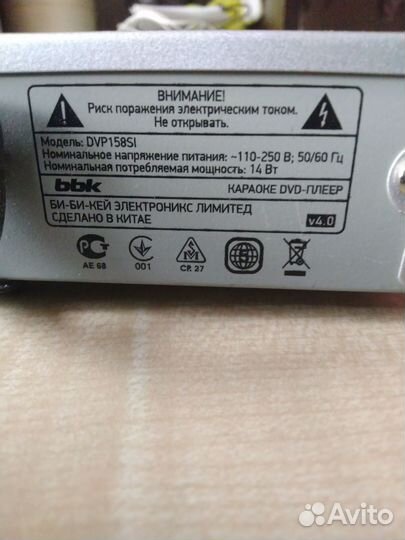 ВНИМАНИЕ!
Риск поражения электрическим током.
Не открывать.
Модель: DVP158SI
Номинальное напряжение питания: ~110-250 В; 50/60 Гц
Номинальная потребляемая мощность: 14 Вт
bbk КАРАОКЕ DVD-ПЛЕЕР
БИ-БИ-КЕЙ ЭЛЕКТРОНИКС ЛИМИТЕД
СДЕЛАНО В КИТАЕ v4.0
АЕ 68 001 СР. 27
Avito